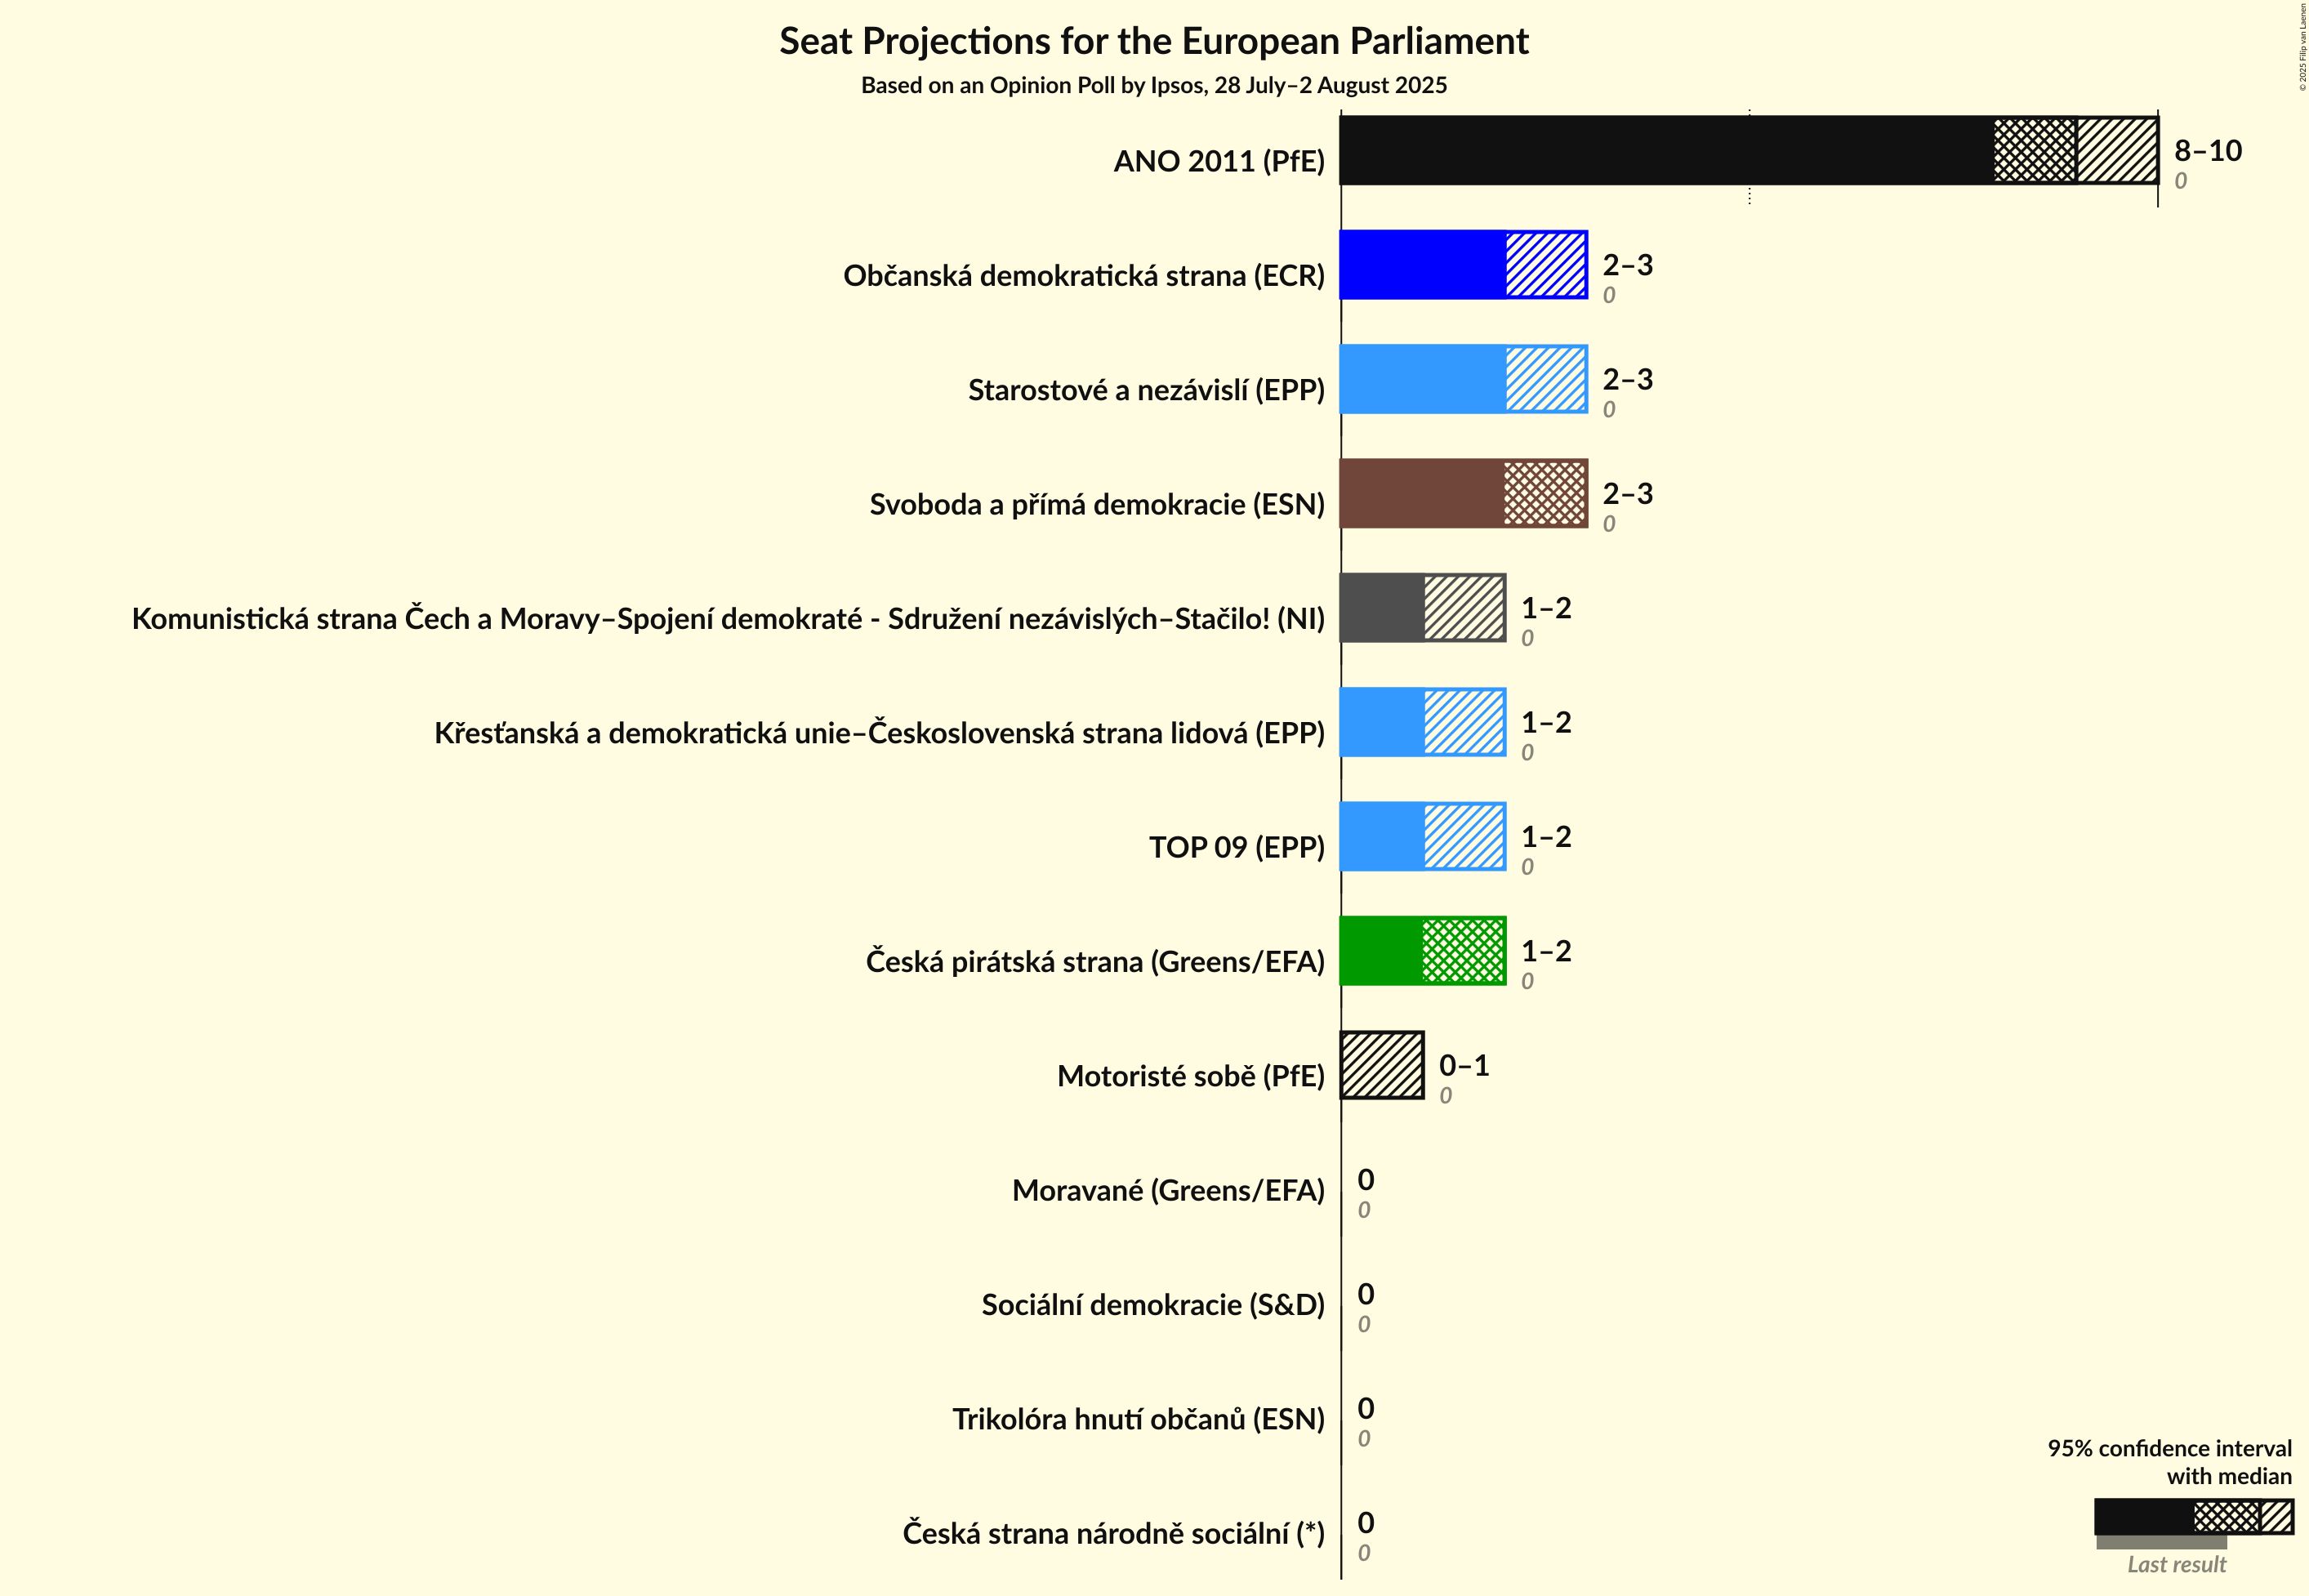 Seat Projections for the European Parliament
Based on an Opinion Poll by Ipsos, 28 July–2 August 2025
© 2025 Filip van Laenen
ANO 2011 (PfE)
8–10
0
Občanská demokratická strana (ECR)
2–3
0
Starostové a nezávislí (EPP)
2–3
0
Svoboda a přímá demokracie (ESN)
2–3
0
Komunistická strana Čech a Moravy–Spojení demokraté - Sdružení nezávislých–Stačilo! (NI)
1–2
0
Křesťanská a demokratická unie–Československá strana lidová (EPP)
1–2
0
TOP 09 (EPP)
1–2
0
Česká pirátská strana (Greens/EFA)
1–2
0
Motoristé sobě (PfE)
0–1
0
Moravané (Greens/EFA)
0
0
Sociální demokracie (S&D)
0
0
Trikolóra hnutí občanů (ESN)
0
0
Česká strana národně sociální (*)
0
0
95% confidence interval
with median
Last result